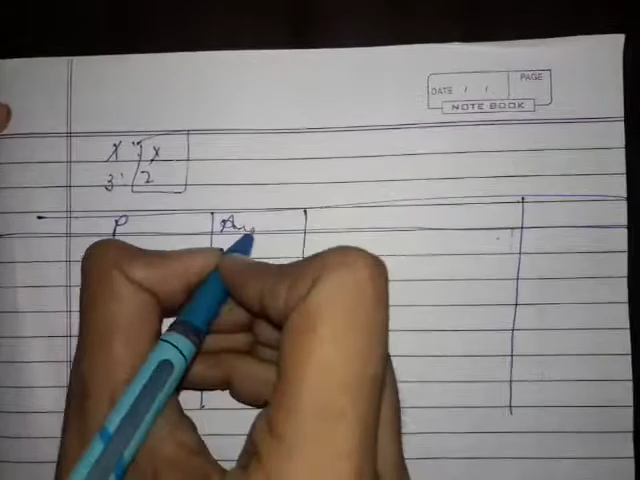 DATE / / PAGE
NOTE BOOK
X : y
3 : 2
P